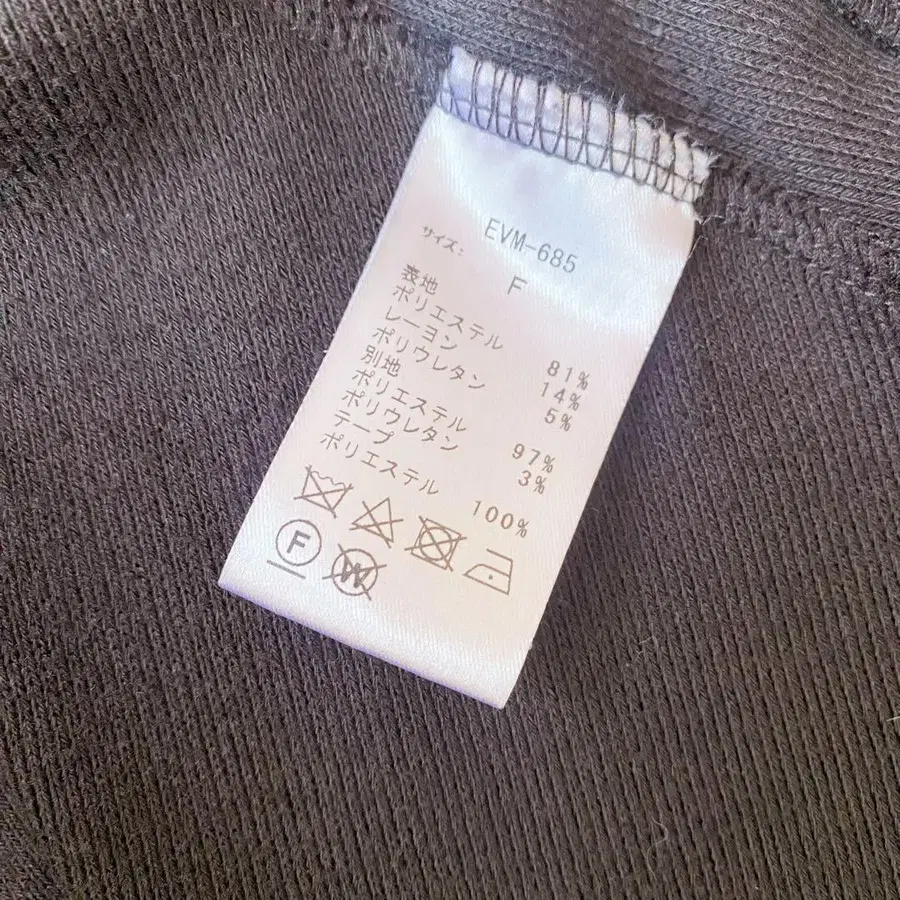 EVM-685
サイズ: F
表地
ポリエステル 81%
レーヨン 14%
ポリウレタン 5%
別地
ポリエステル 97%
ポリウレタン 3%
テープ
ポリエステル 100%
F W